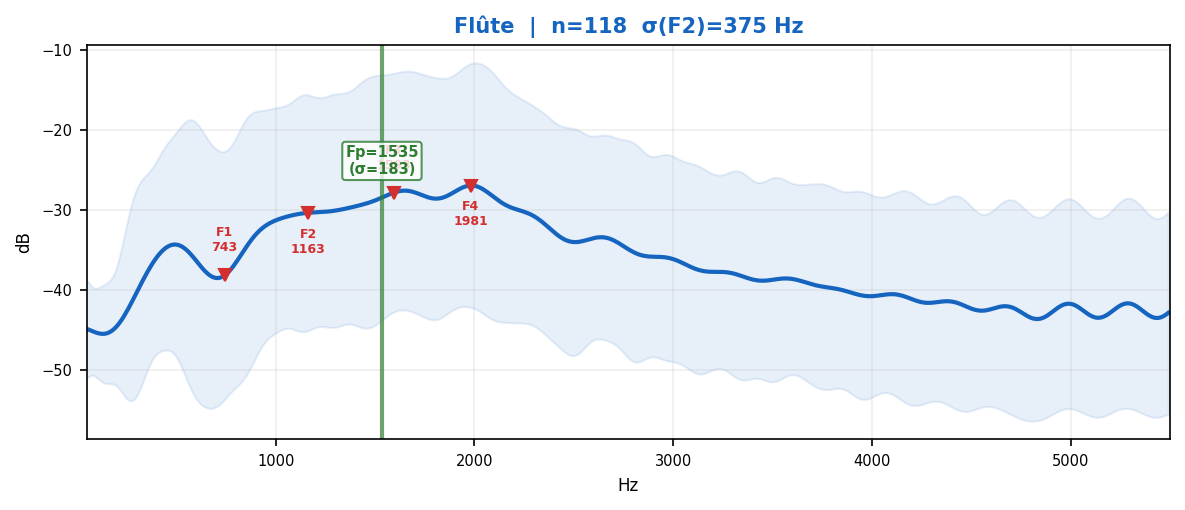 Flûte | n=118 σ(F2)=375 Hz
−10
−20
−30
−40
−50
dB
Fp=1535
(σ=183)
F1
743
F2
1163
F4
1981
1000
2000
3000
4000
5000
Hz